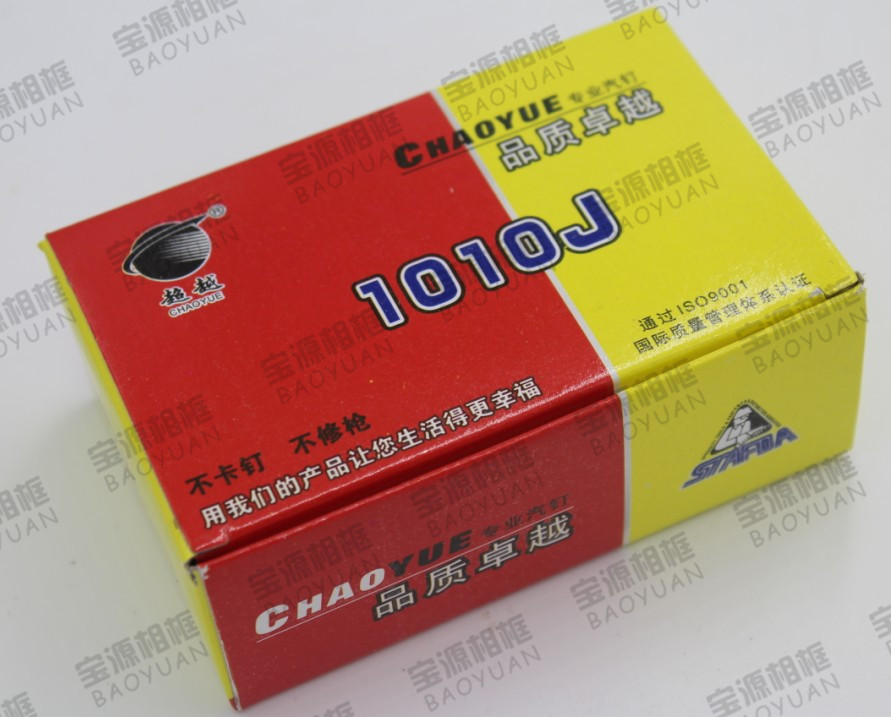 CHAOYUE 专业汽钉
品质卓越
1010J
®
超越
CHAOYUE
通过ISO9001
国际质量管理体系认证
不卡钉 不修枪
用我们的产品让您生活得更幸福
CHAOYUE 专业汽钉
品质卓越
STAFDA
宝源相框
BAOYUAN